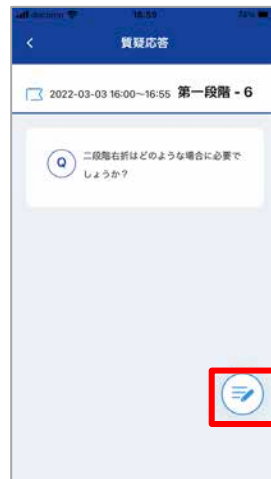 docomo 16:59 74%
質疑応答
2022-03-03 16:00~16:55 第一段階 - 6
Q 二段階右折はどのような場合に必要で
しょうか?